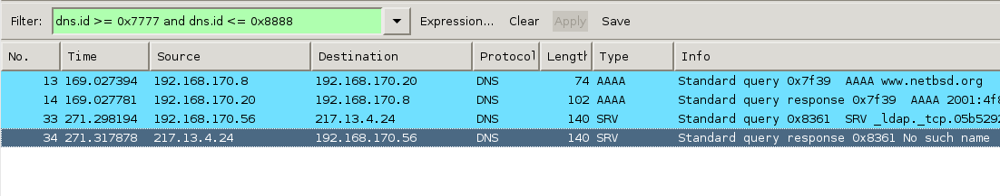 Filter: dns.id >= 0x7777 and dns.id <= 0x8888 Expression... Clear Apply Save
No. Time Source Destination Protocol Length Type Info
13 169.027394 192.168.170.8 192.168.170.20 DNS 74 AAAA Standard query 0x7f39 AAAA www.netbsd.org
14 169.027781 192.168.170.20 192.168.170.8 DNS 102 AAAA Standard query response 0x7f39 AAAA 2001:4f8
33 271.298194 192.168.170.56 217.13.4.24 DNS 140 SRV Standard query 0x8361 SRV _ldap._tcp.05b5292
34 271.317878 217.13.4.24 192.168.170.56 DNS 140 SRV Standard query response 0x8361 No such name